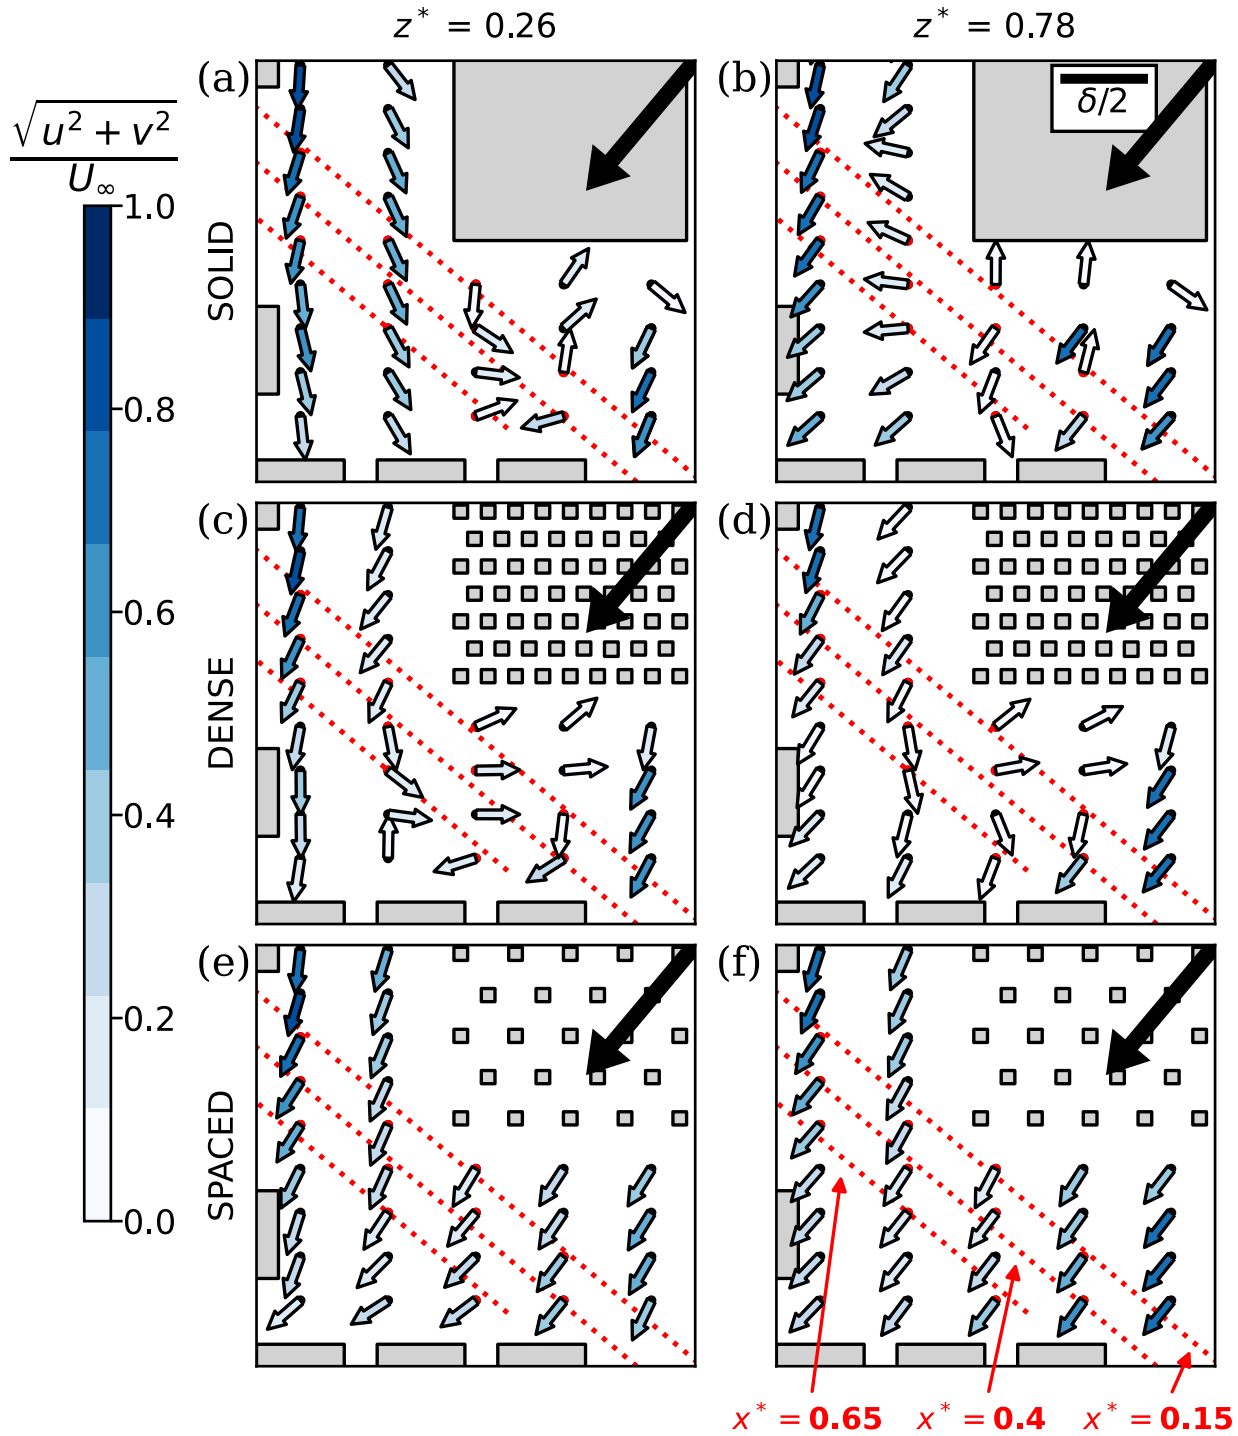 z* = 0.26
z* = 0.78
(a)
(b)
δ/2
√u² + v²
U∞
1.0
0.8
0.6
0.4
0.2
0.0
SOLID
(c)
(d)
DENSE
(e)
(f)
SPACED
x* = 0.65
x* = 0.4
x* = 0.15